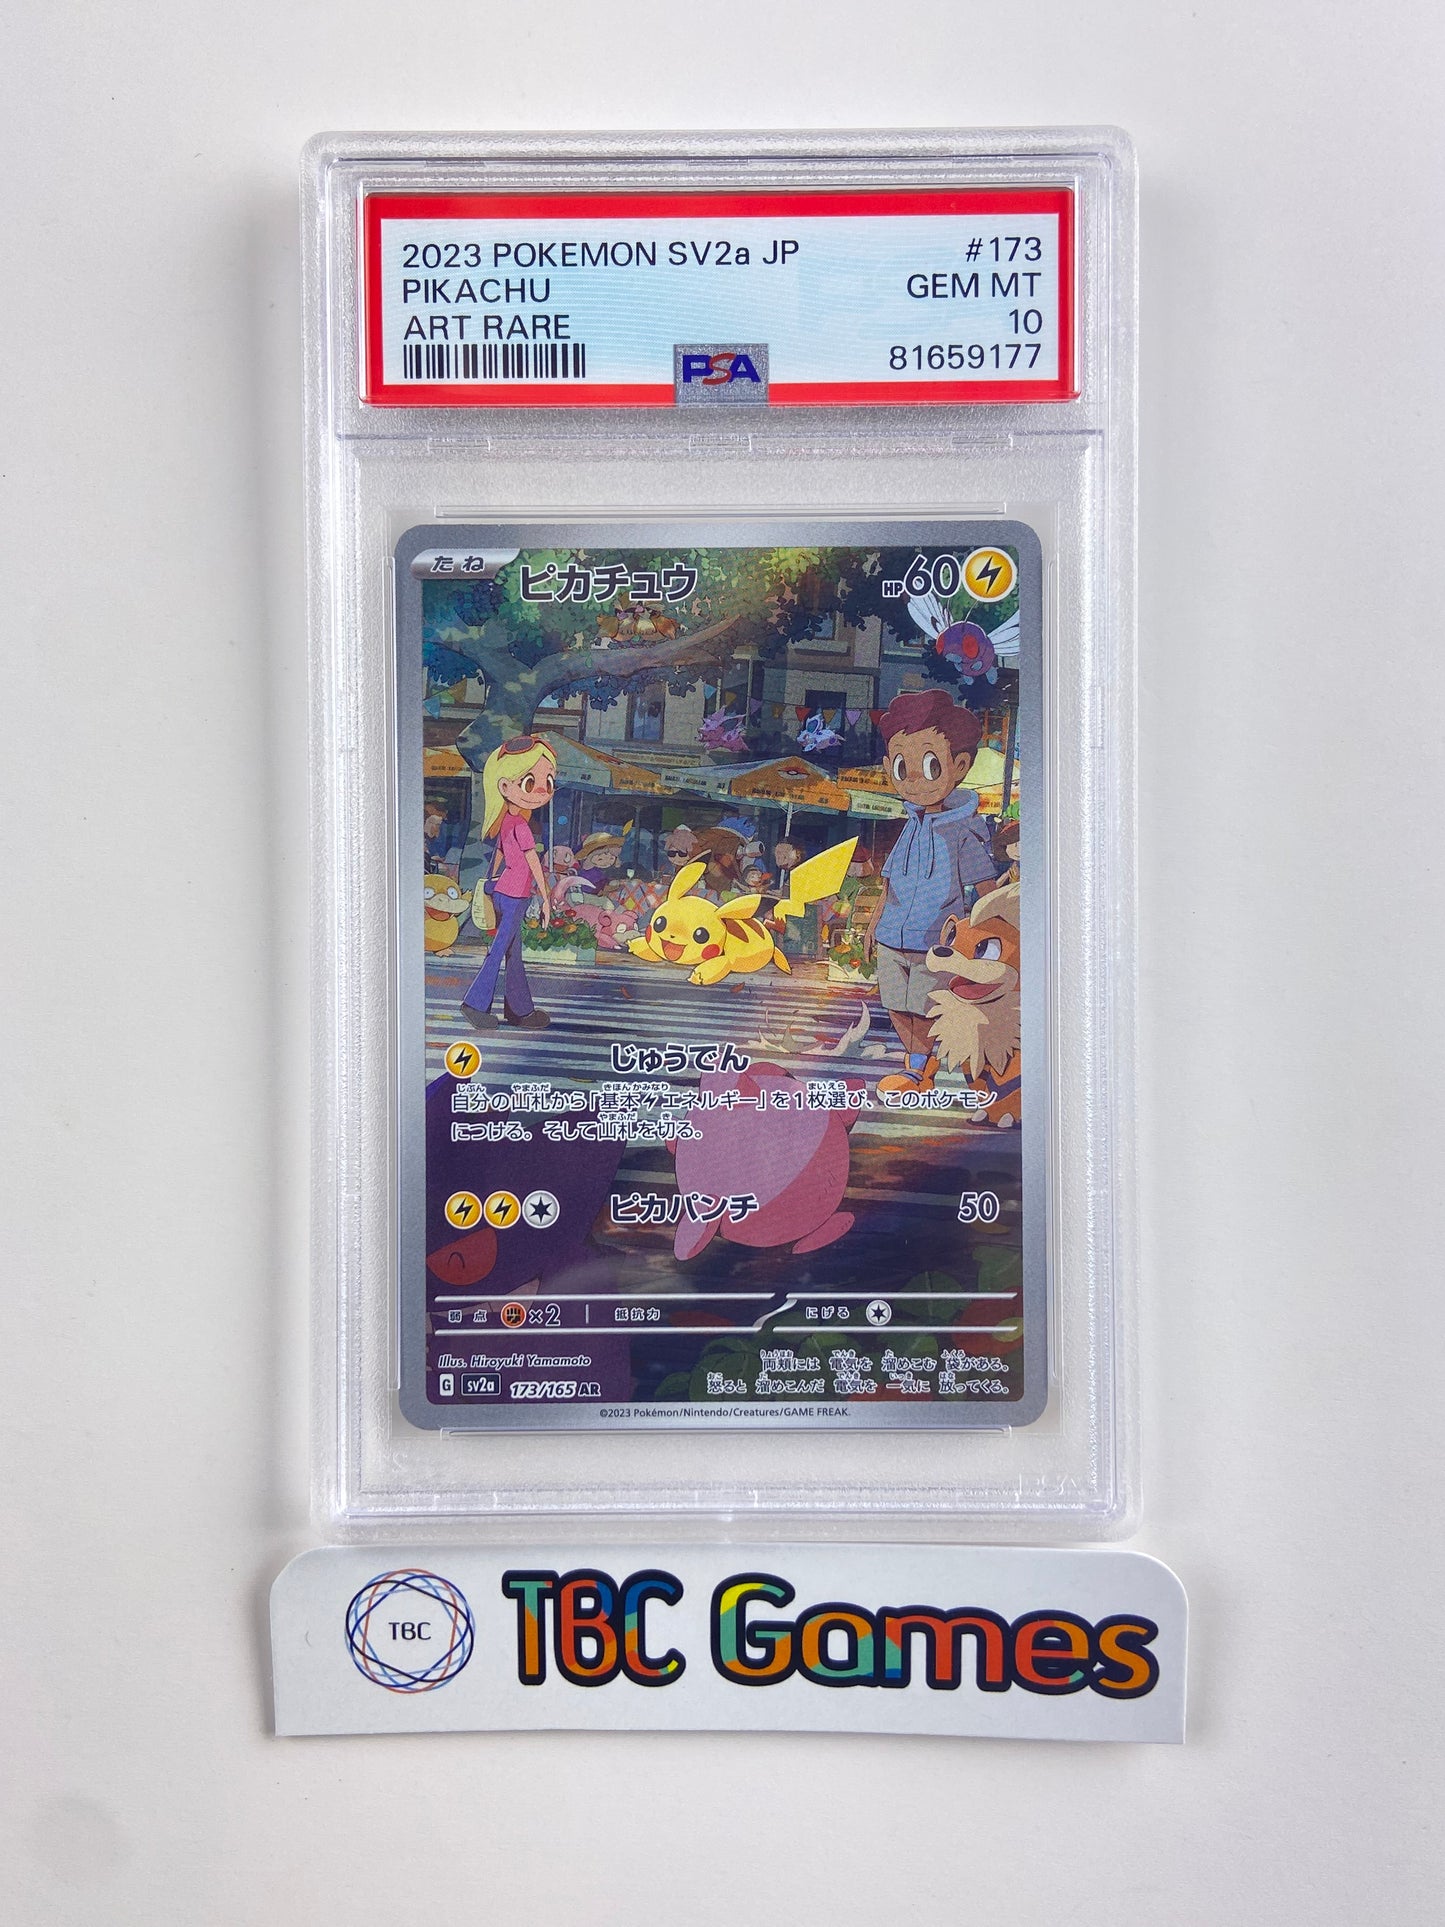 2023 POKEMON SV2a JP #173
PIKACHU GEM MT
ART RARE 10
PSA 81659177
たね ピカチュウ HP60
じゅうでん
自分の山札から「基本エネルギー」を1枚選び、このポケモン
につける。そして山札を切る。
ピカパンチ 50
弱点 ×2 抵抗力 にげる
Illus. Hiroyuki Yamamoto
両頬には 電気を 溜めこむ 袋がある。
怒ると 溜めこんだ 電気を 一気に 放ってくる。
G sv2a 173/165 AR
©2023 Pokémon/Nintendo/Creatures/GAME FREAK.
TBC TBC Games